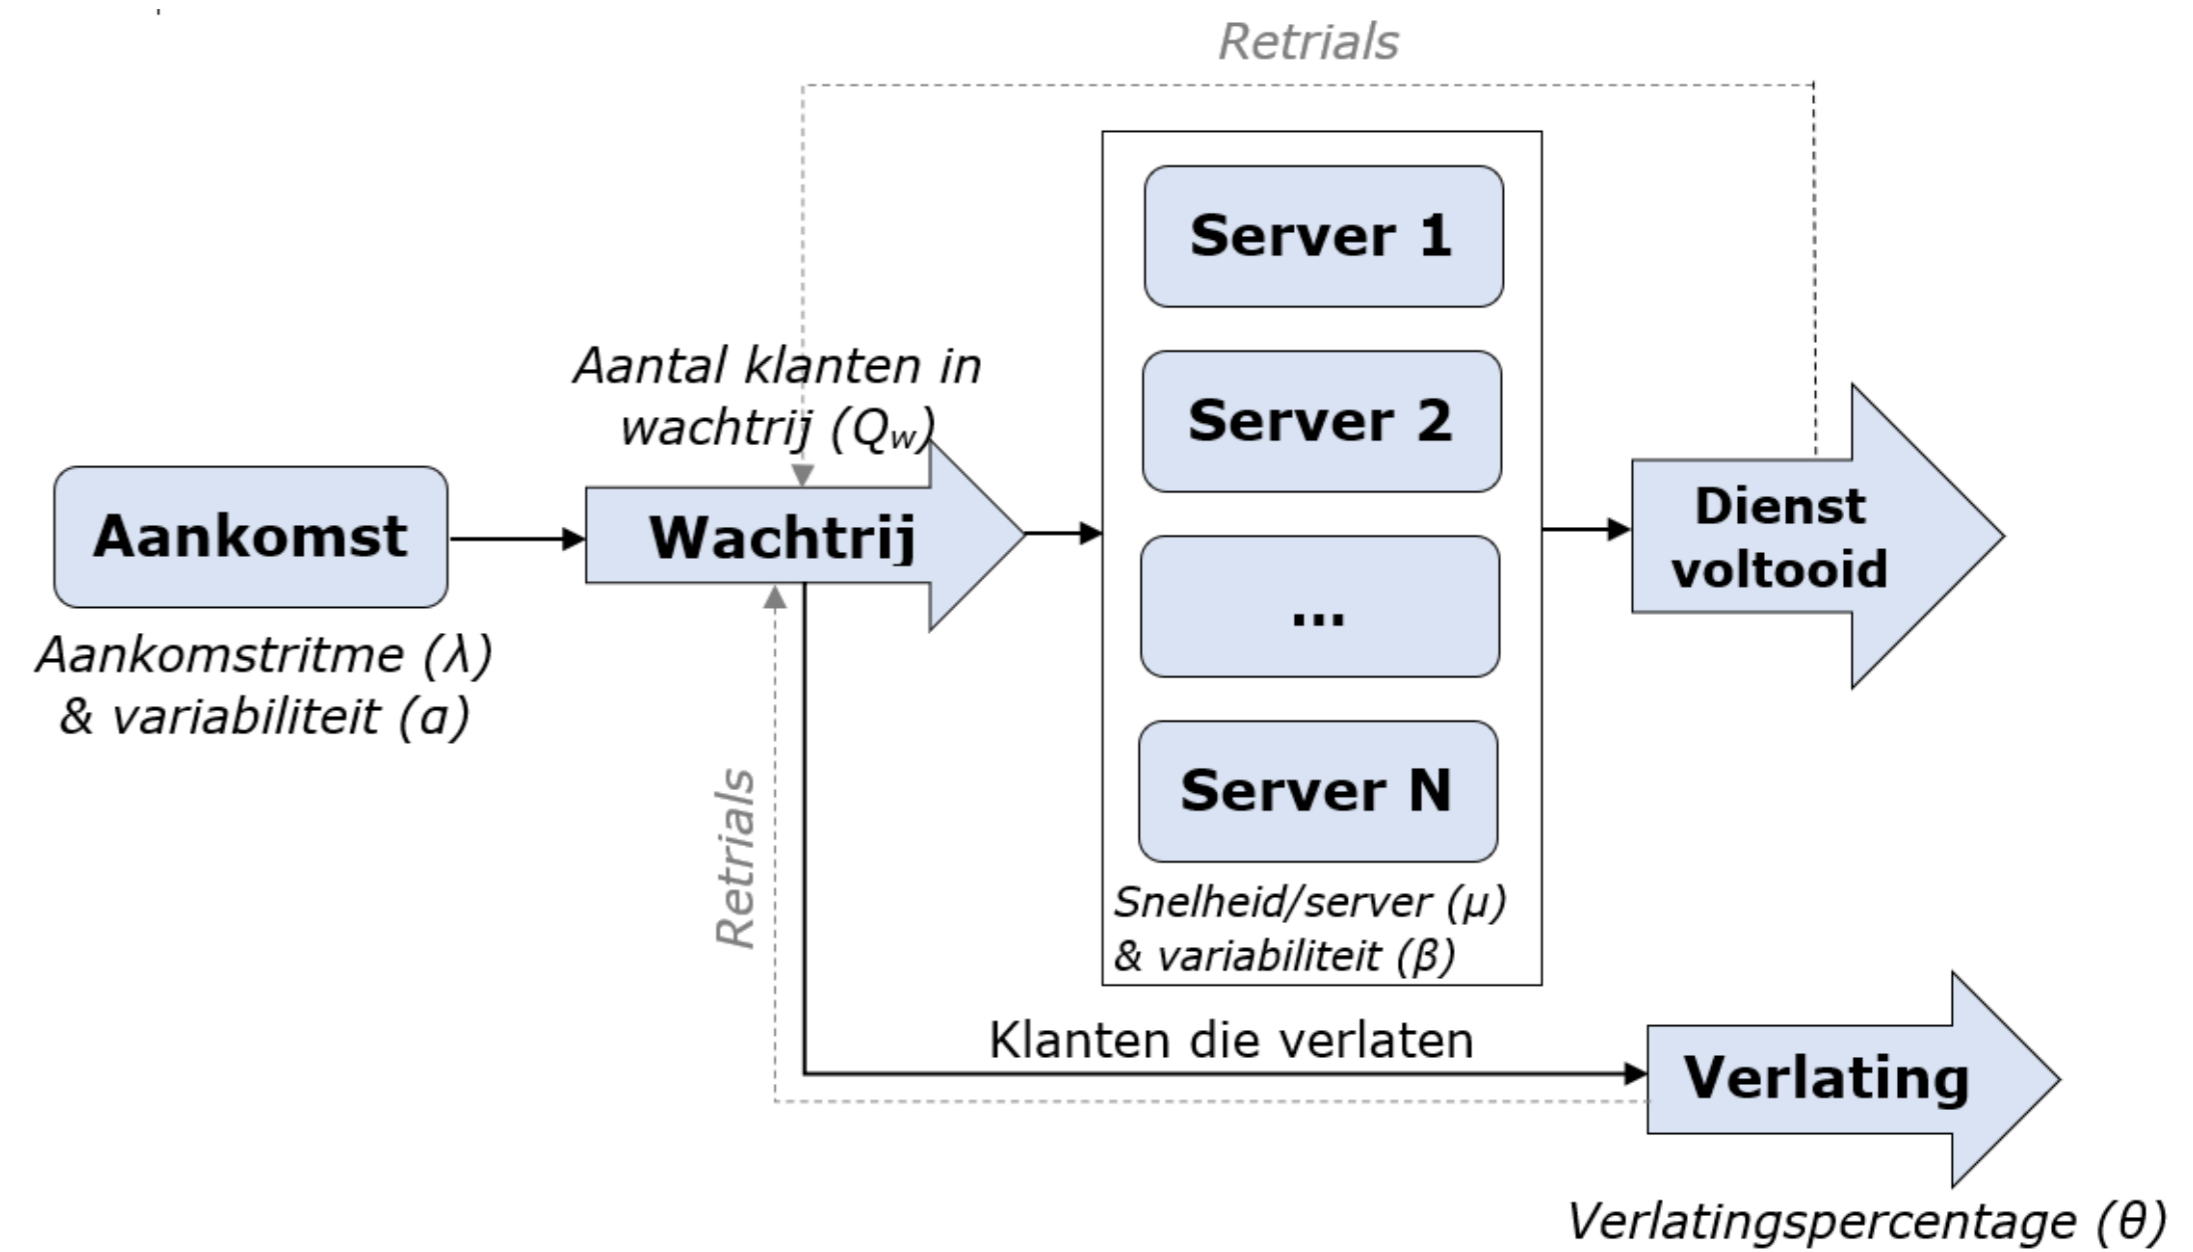 Retrials
Server 1
Server 2
...
Server N
Snelheid/server (μ)
& variabiliteit (β)
Aantal klanten in
wachtrij (Qw)
Aankomst
Wachtrij
Dienst
voltooid
Aankomstritme (λ)
& variabiliteit (α)
Retrials
Klanten die verlaten
Verlating
Verlatingspercentage (θ)